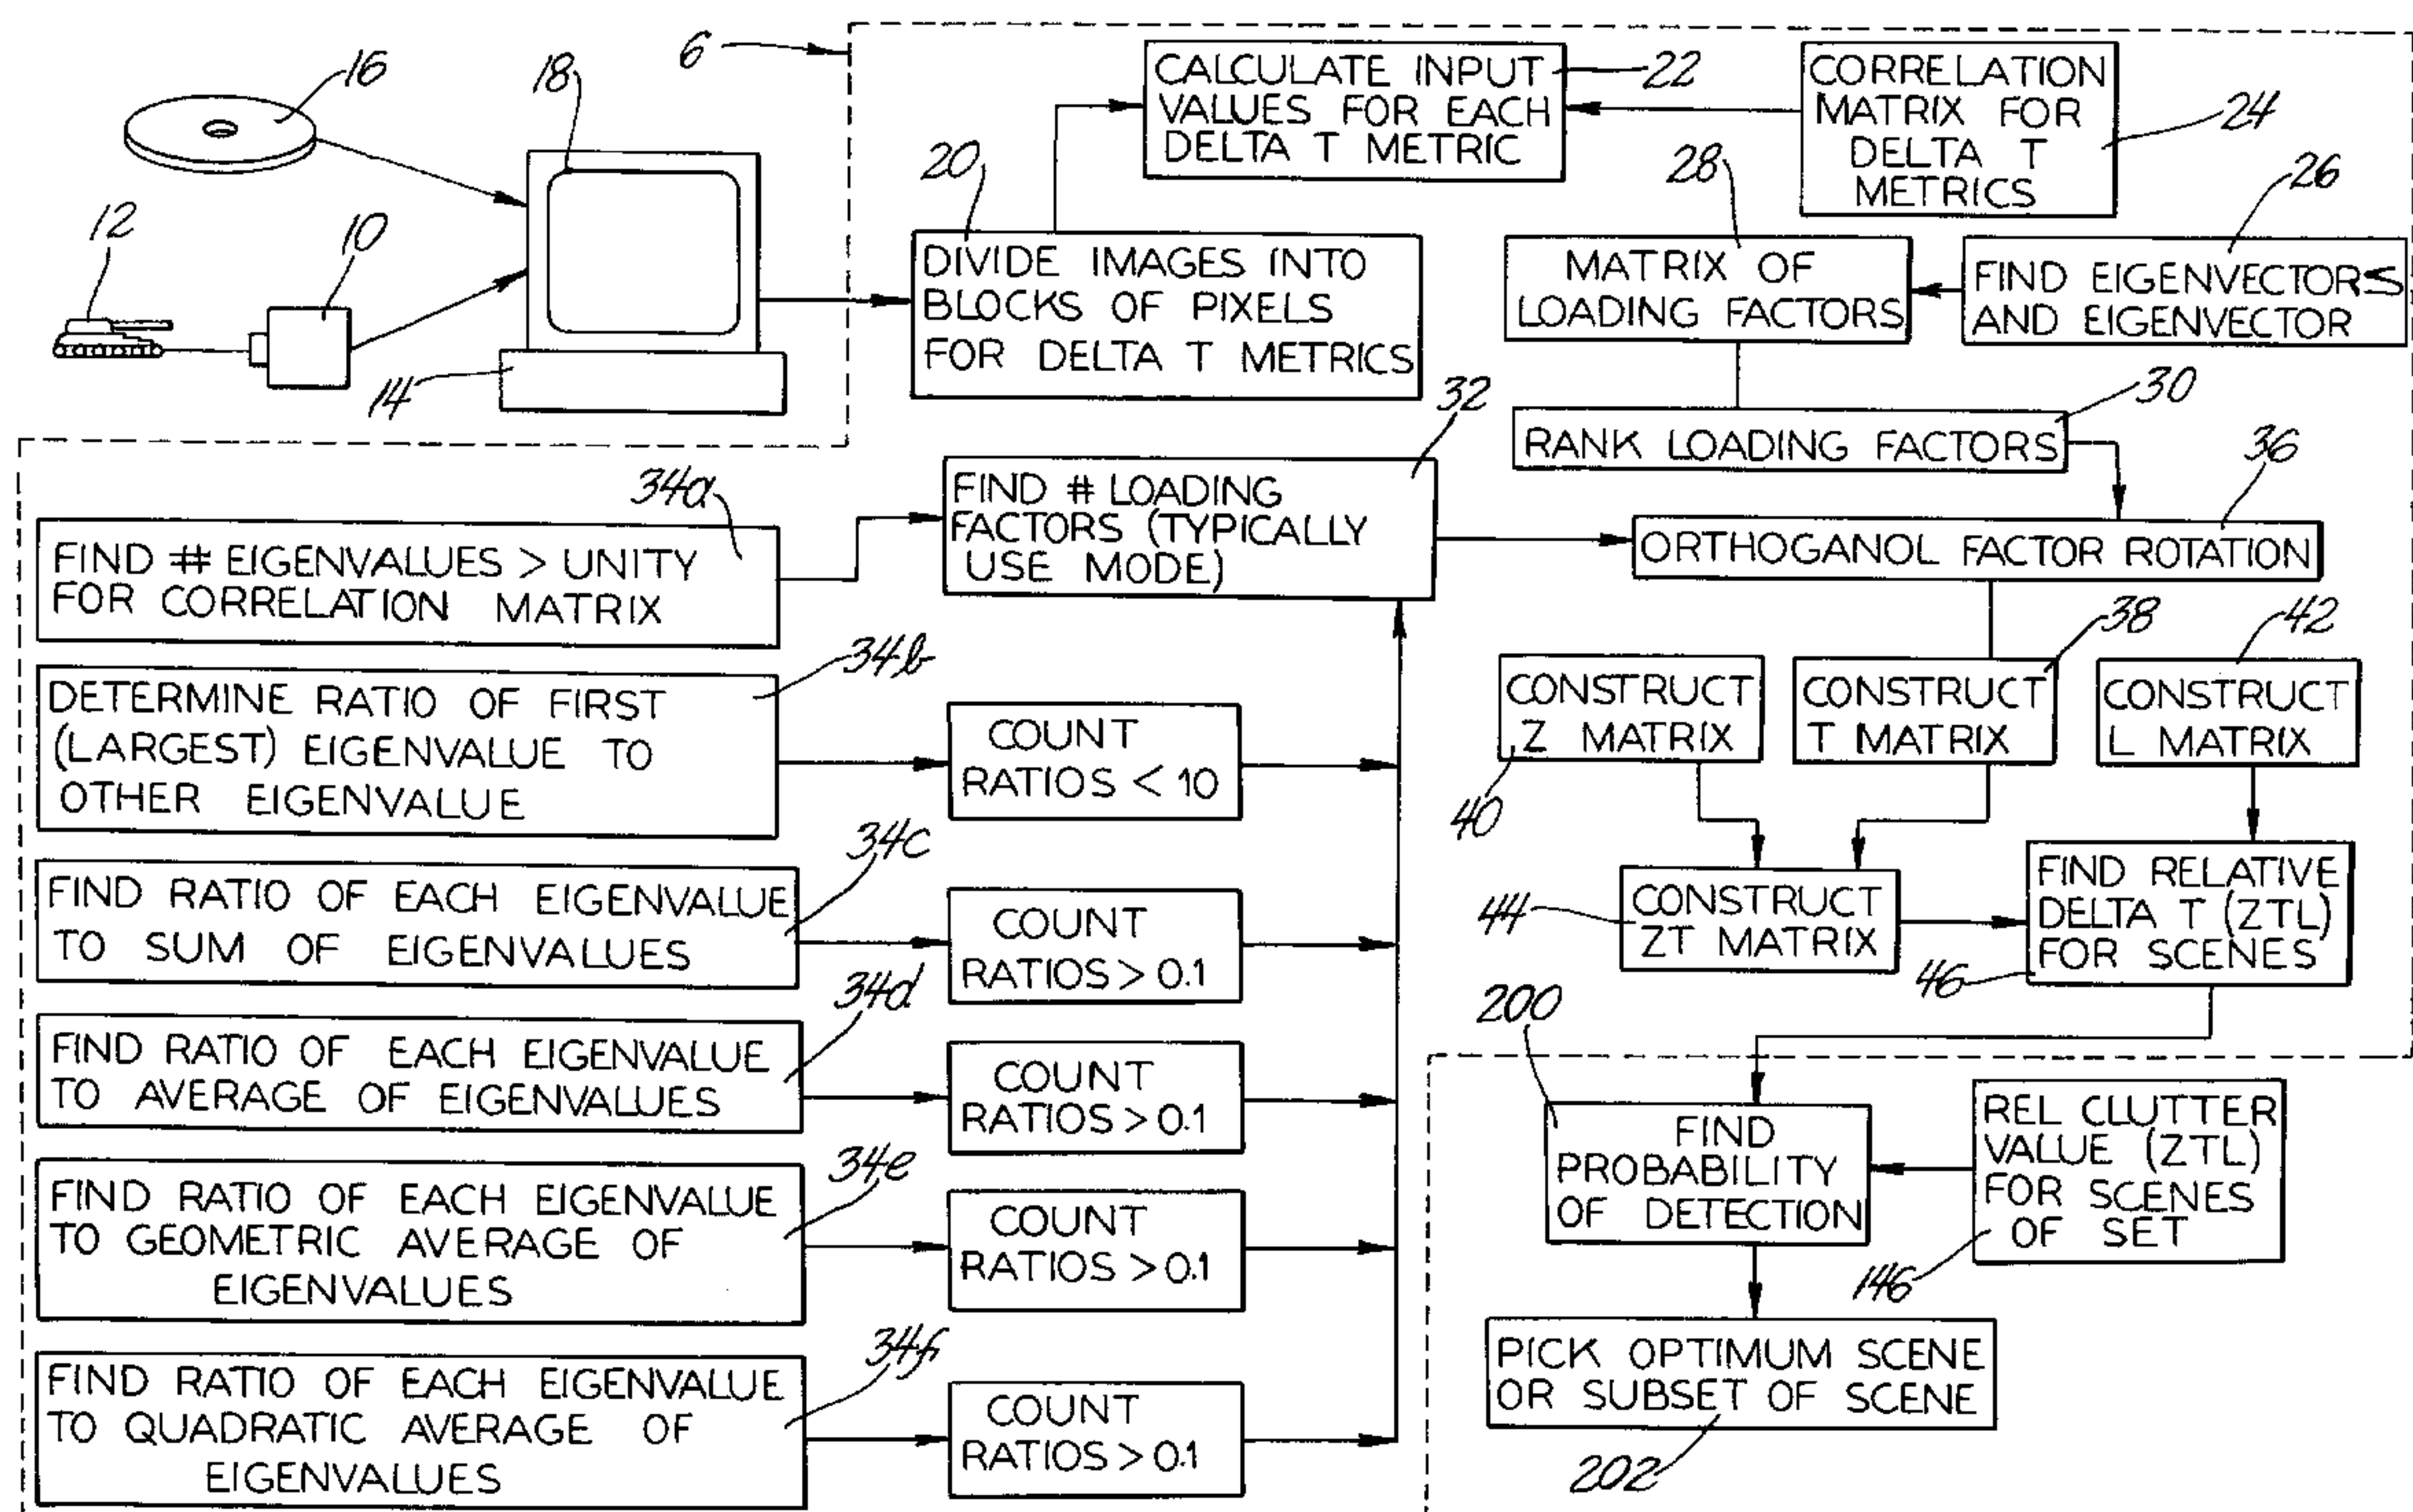 6
16
18
12
10
14
CALCULATE INPUT
VALUES FOR EACH
DELTA T METRIC
22
CORRELATION
MATRIX FOR
DELTA T
METRICS
24
20
DIVIDE IMAGES INTO
BLOCKS OF PIXELS
FOR DELTA T METRICS
28
MATRIX OF
LOADING FACTORS
26
FIND EIGENVECTORS
AND EIGENVECTOR
30
RANK LOADING FACTORS
32
FIND # LOADING
FACTORS (TYPICALLY
USE MODE)
36
ORTHOGANOL FACTOR ROTATION
34a
FIND # EIGENVALUES > UNITY
FOR CORRELATION MATRIX
34b
DETERMINE RATIO OF FIRST
(LARGEST) EIGENVALUE TO
OTHER EIGENVALUE
COUNT
RATIOS < 10
34c
FIND RATIO OF EACH EIGENVALUE
TO SUM OF EIGENVALUES
COUNT
RATIOS > 0.1
34d
FIND RATIO OF EACH EIGENVALUE
TO AVERAGE OF EIGENVALUES
COUNT
RATIOS > 0.1
34e
FIND RATIO OF EACH EIGENVALUE
TO GEOMETRIC AVERAGE OF
EIGENVALUES
COUNT
RATIOS > 0.1
34f
FIND RATIO OF EACH EIGENVALUE
TO QUADRATIC AVERAGE OF
EIGENVALUES
COUNT
RATIOS > 0.1
CONSTRUCT
Z MATRIX
40
38
CONSTRUCT
T MATRIX
42
CONSTRUCT
L MATRIX
44
CONSTRUCT
ZT MATRIX
FIND RELATIVE
DELTA T (ZTL)
FOR SCENES
46
200
FIND
PROBABILITY
OF DETECTION
REL CLUTTER
VALUE (ZTL)
FOR SCENES
OF SET
146
PICK OPTIMUM SCENE
OR SUBSET OF SCENE
202